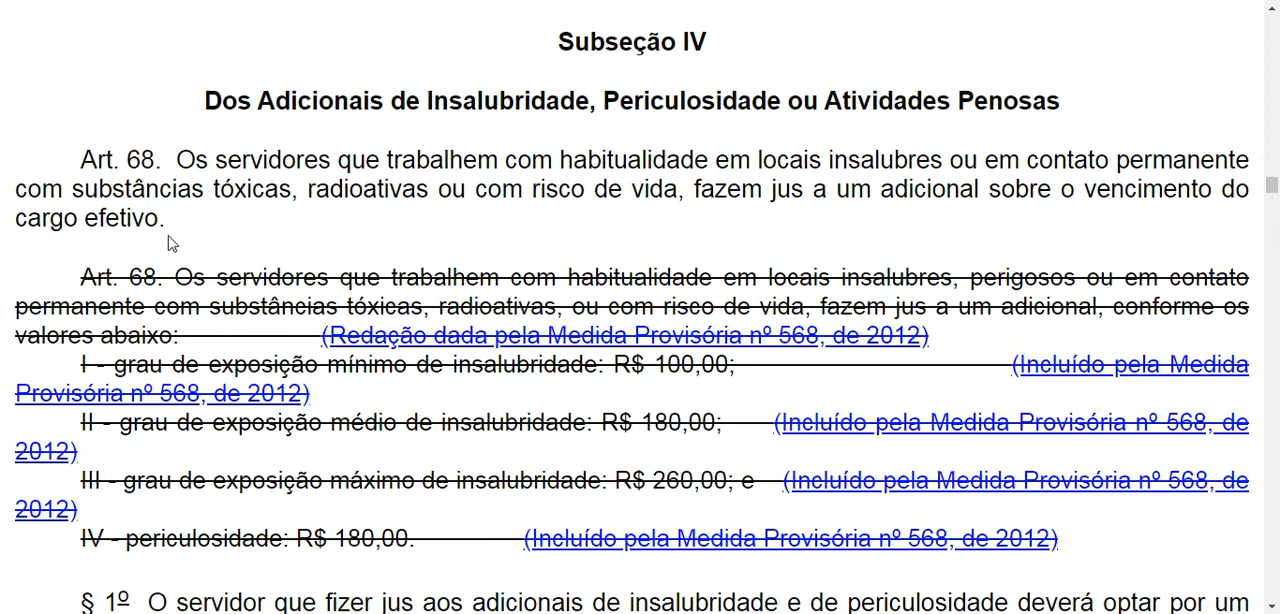 Subseção IV
Dos Adicionais de Insalubridade, Periculosidade ou Atividades Penosas
Art. 68.  Os servidores que trabalhem com habitualidade em locais insalubres ou em contato permanente
com substâncias tóxicas, radioativas ou com risco de vida, fazem jus a um adicional sobre o vencimento do
cargo efetivo.
Art. 68. Os servidores que trabalhem com habitualidade em locais insalubres, perigosos ou em contato
permanente com substâncias tóxicas, radioativas, ou com risco de vida, fazem jus a um adicional, conforme os
valores abaixo: (Redação dada pela Medida Provisória nº 568, de 2012)
I - grau de exposição mínimo de insalubridade: R$ 100,00; (Incluído pela Medida
Provisória nº 568, de 2012)
II - grau de exposição médio de insalubridade: R$ 180,00; (Incluído pela Medida Provisória nº 568, de
2012)
III - grau de exposição máximo de insalubridade: R$ 260,00; e (Incluído pela Medida Provisória nº 568, de
2012)
IV - periculosidade: R$ 180,00. (Incluído pela Medida Provisória nº 568, de 2012)
§ 1º  O servidor que fizer jus aos adicionais de insalubridade e de periculosidade deverá optar por um